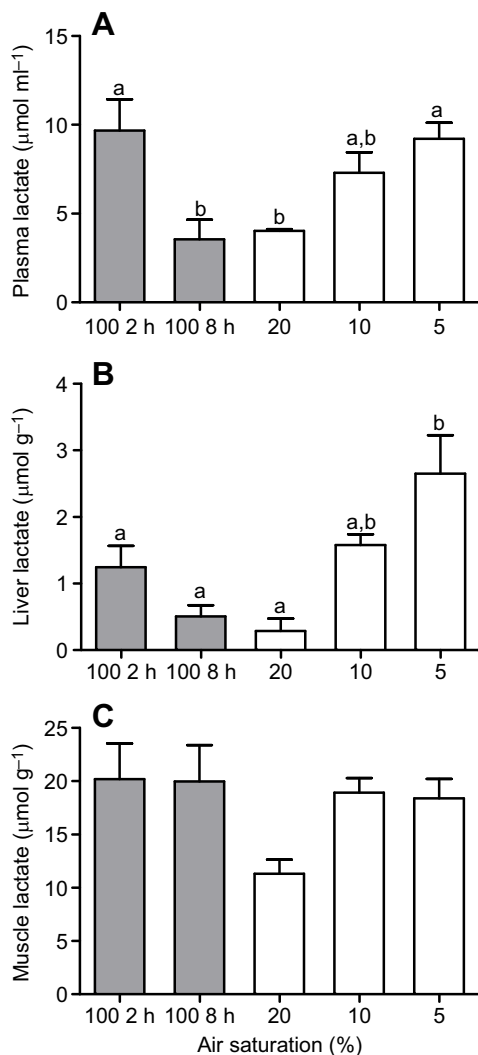 A
Plasma lactate (μmol ml⁻¹)
15
10
5
0
a
b
b
a,b
a
100 2 h 100 8 h 20 10 5
B
Liver lactate (μmol g⁻¹)
4
3
2
1
0
a
a
a
a,b
b
100 2 h 100 8 h 20 10 5
C
Muscle lactate (μmol g⁻¹)
25
20
15
10
5
0
100 2 h 100 8 h 20 10 5
Air saturation (%)